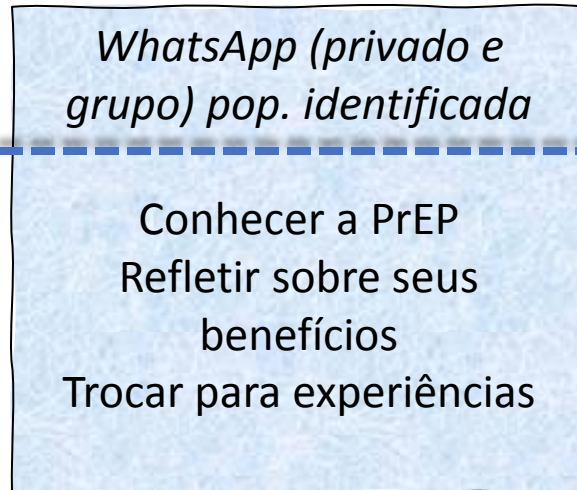 WhatsApp (privado e
grupo) pop. identificada
Conhecer a PrEP
Refletir sobre seus
benefícios
Trocar para experiências